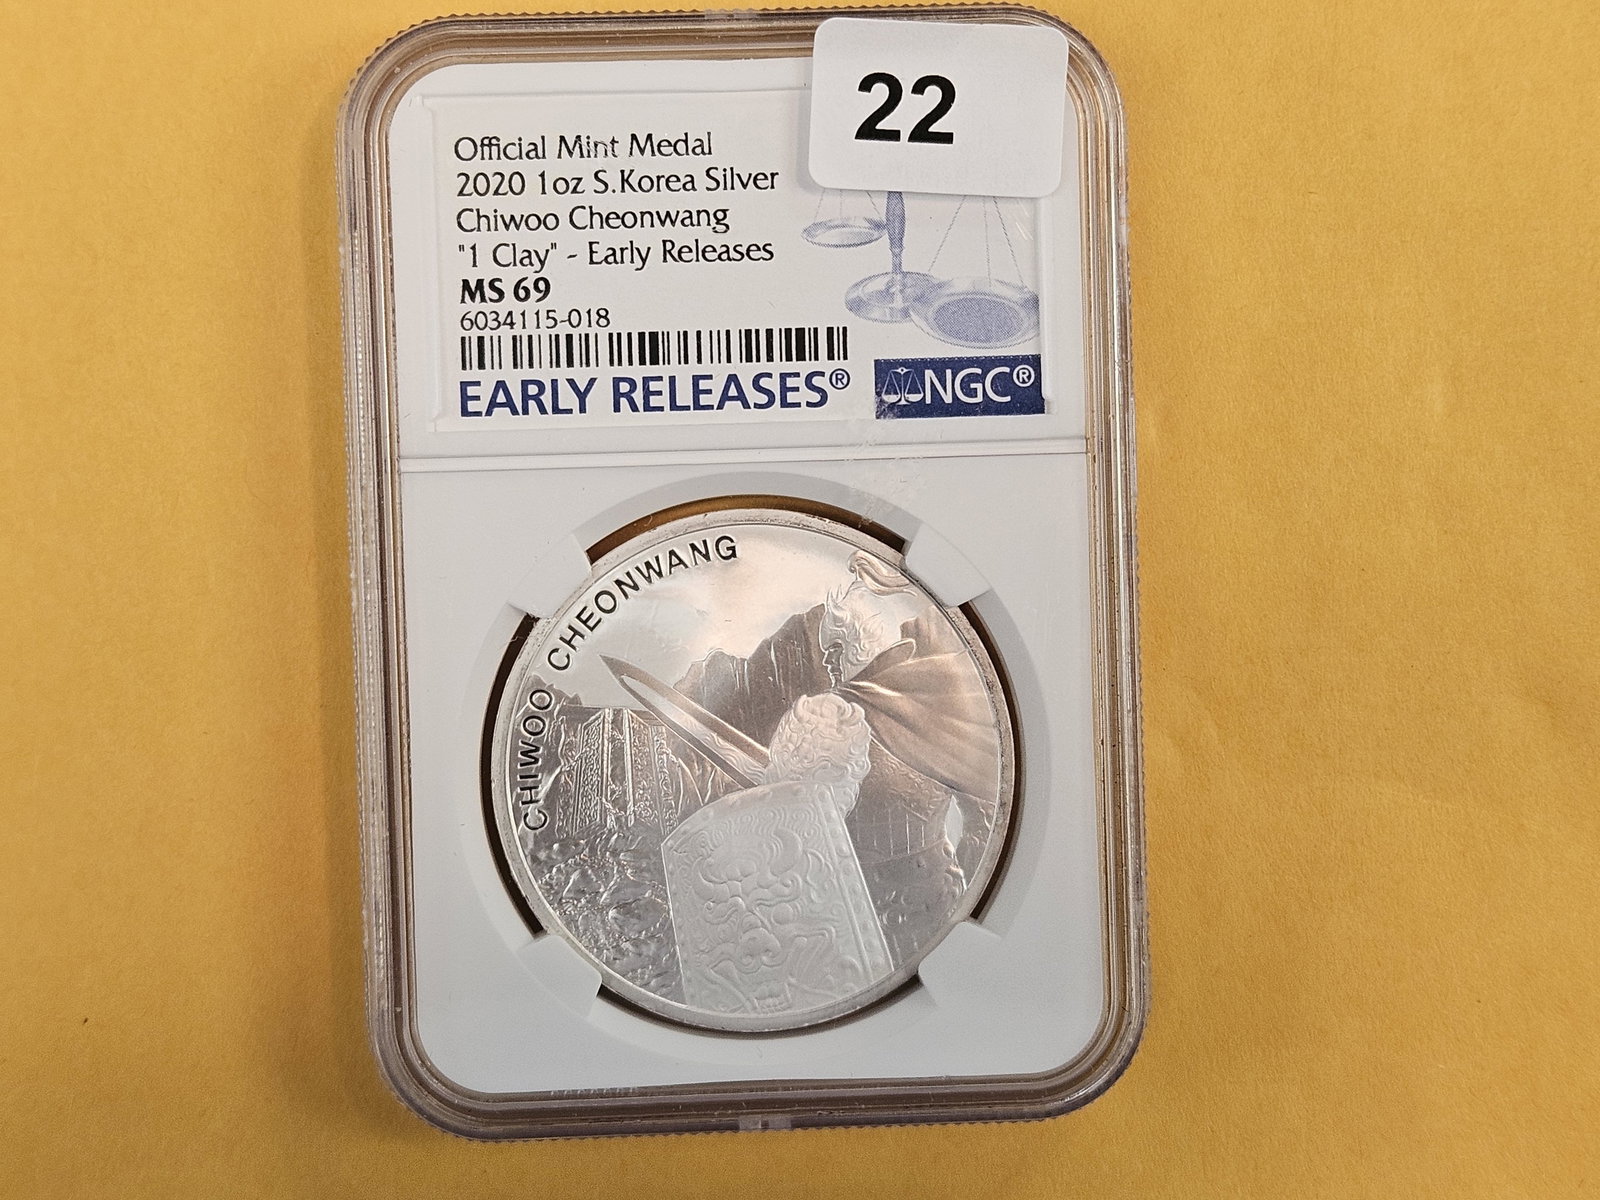 22
Official Mint Medal
2020 1oz S.Korea Silver
Chiwoo Cheonwang
"1 Clay" - Early Releases
MS 69
6034115-018
EARLY RELEASES®
NGC®
CHIWOO CHEONWANG